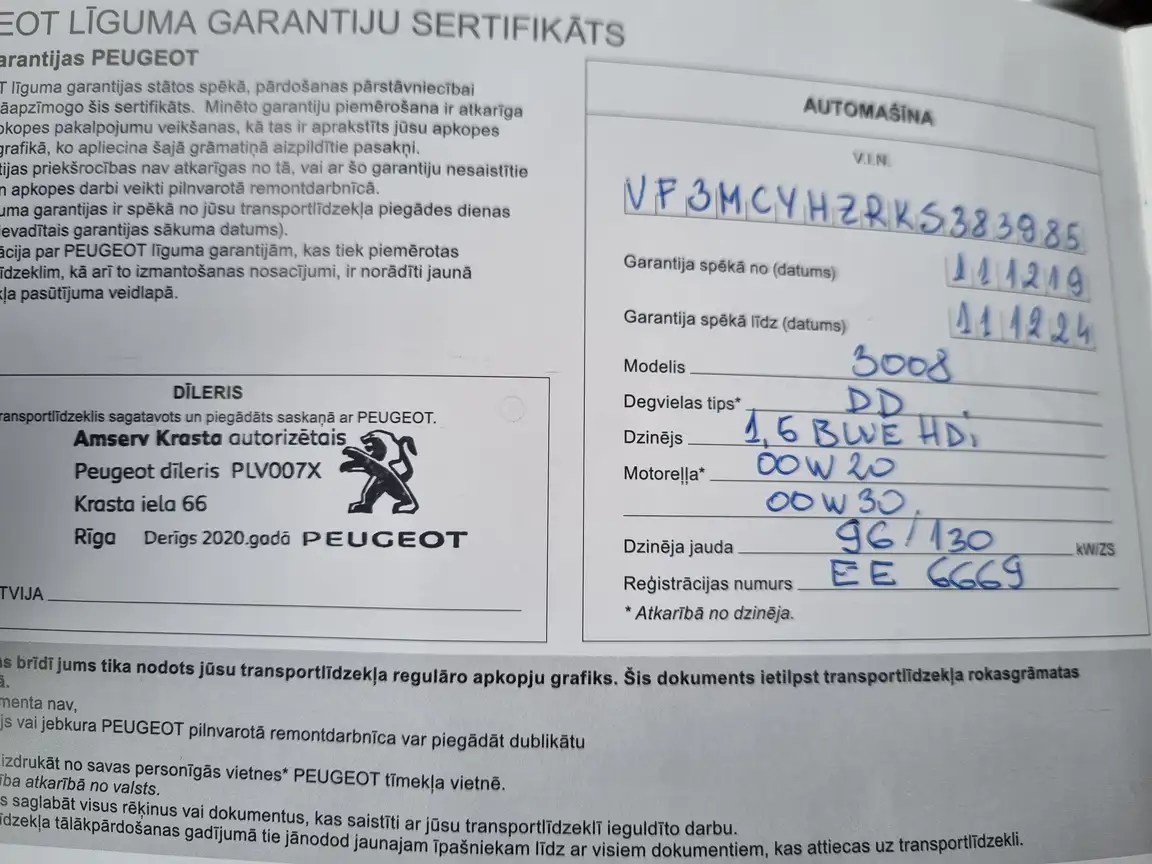 EOT LĪGUMA GARANTIJU SERTIFIKĀTS
arantijas PEUGEOT
T līguma garantijas stātos spēkā, pārdošanas pārstāvniecībai
āapzīmogo šis sertifikāts. Minēto garantiju piemērošana ir atkarīga
pkopes pakalpojumu veikšanas, kā tas ir aprakstīts jūsu apkopes
grafikā, ko apliecina šajā grāmatiņā aizpildītie pasakņi.
tijas priekšrocības nav atkarīgas no tā, vai ar šo garantiju nesaistītie
n apkopes darbi veikti pilnvarotā remontdarbnīcā.
uma garantijas ir spēkā no jūsu transportlīdzekļa piegādes dienas
ievadītais garantijas sākuma datums).
ācija par PEUGEOT līguma garantijām, kas tiek piemērotas
īdzeklim, kā arī to izmantošanas nosacījumi, ir norādīti jaunā
kļa pasūtījuma veidlapā.
DĪLERIS
ransportlīdzeklis sagatavots un piegādāts saskaņā ar PEUGEOT.
Amserv Krasta autorizētais
Peugeot dīleris PLV007X
Krasta iela 66
Rīga Derīgs 2020.gadā PEUGEOT
TVIJA
AUTOMAŠĪNA
V.I.N.
VF3MCYHZRKS383985
Garantija spēkā no (datums) 111219
Garantija spēkā līdz (datums) 111224
Modelis 3008
Degvielas tips* DD
Dzinējs 1,5 BLUE HDi
Motoreļļa* 00W20
00W30
Dzinēja jauda 96/130 kW/ZS
Reģistrācijas numurs EE 6669
* Atkarībā no dzinēja.
as brīdī jums tika nodots jūsu transportlīdzekļa regulāro apkopju grafiks. Šis dokuments ietilpst transportlīdzekļa rokasgrāmatas
ā.
menta nav,
js vai jebkura PEUGEOT pilnvarotā remontdarbnīca var piegādāt dublikātu
izdrukāt no savas personīgās vietnes* PEUGEOT tīmekļa vietnē.
ība atkarībā no valsts.
s saglabāt visus rēķinus vai dokumentus, kas saistīti ar jūsu transportlīdzeklī ieguldīto darbu.
īdzekļa tālākpārdošanas gadījumā tie jānodod jaunajam īpašniekam līdz ar visiem dokumentiem, kas attiecas uz transportlīdzekli.